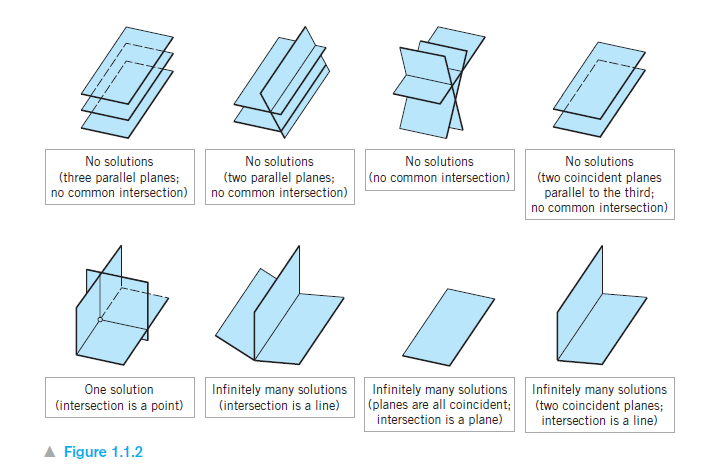 No solutions
(three parallel planes;
no common intersection)
No solutions
(two parallel planes;
no common intersection)
No solutions
(no common intersection)
No solutions
(two coincident planes
parallel to the third;
no common intersection)
One solution
(intersection is a point)
Infinitely many solutions
(intersection is a line)
Infinitely many solutions
(planes are all coincident;
intersection is a plane)
Infinitely many solutions
(two coincident planes;
intersection is a line)
▲ Figure 1.1.2